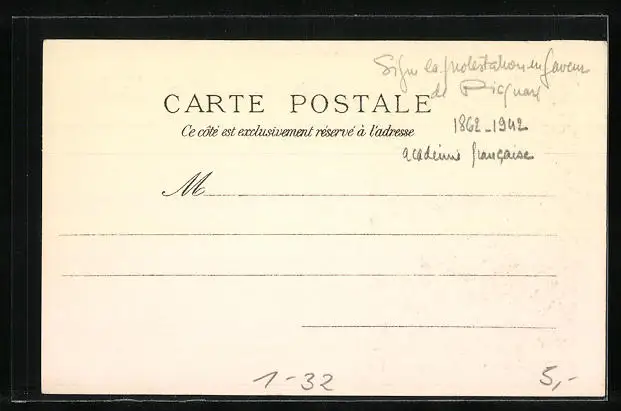 Signe la protestation en faveur
de Picquart
CARTE POSTALE
Ce côté est exclusivement réservé à l'adresse
1862-1942
académie française
M
1-32
5,-